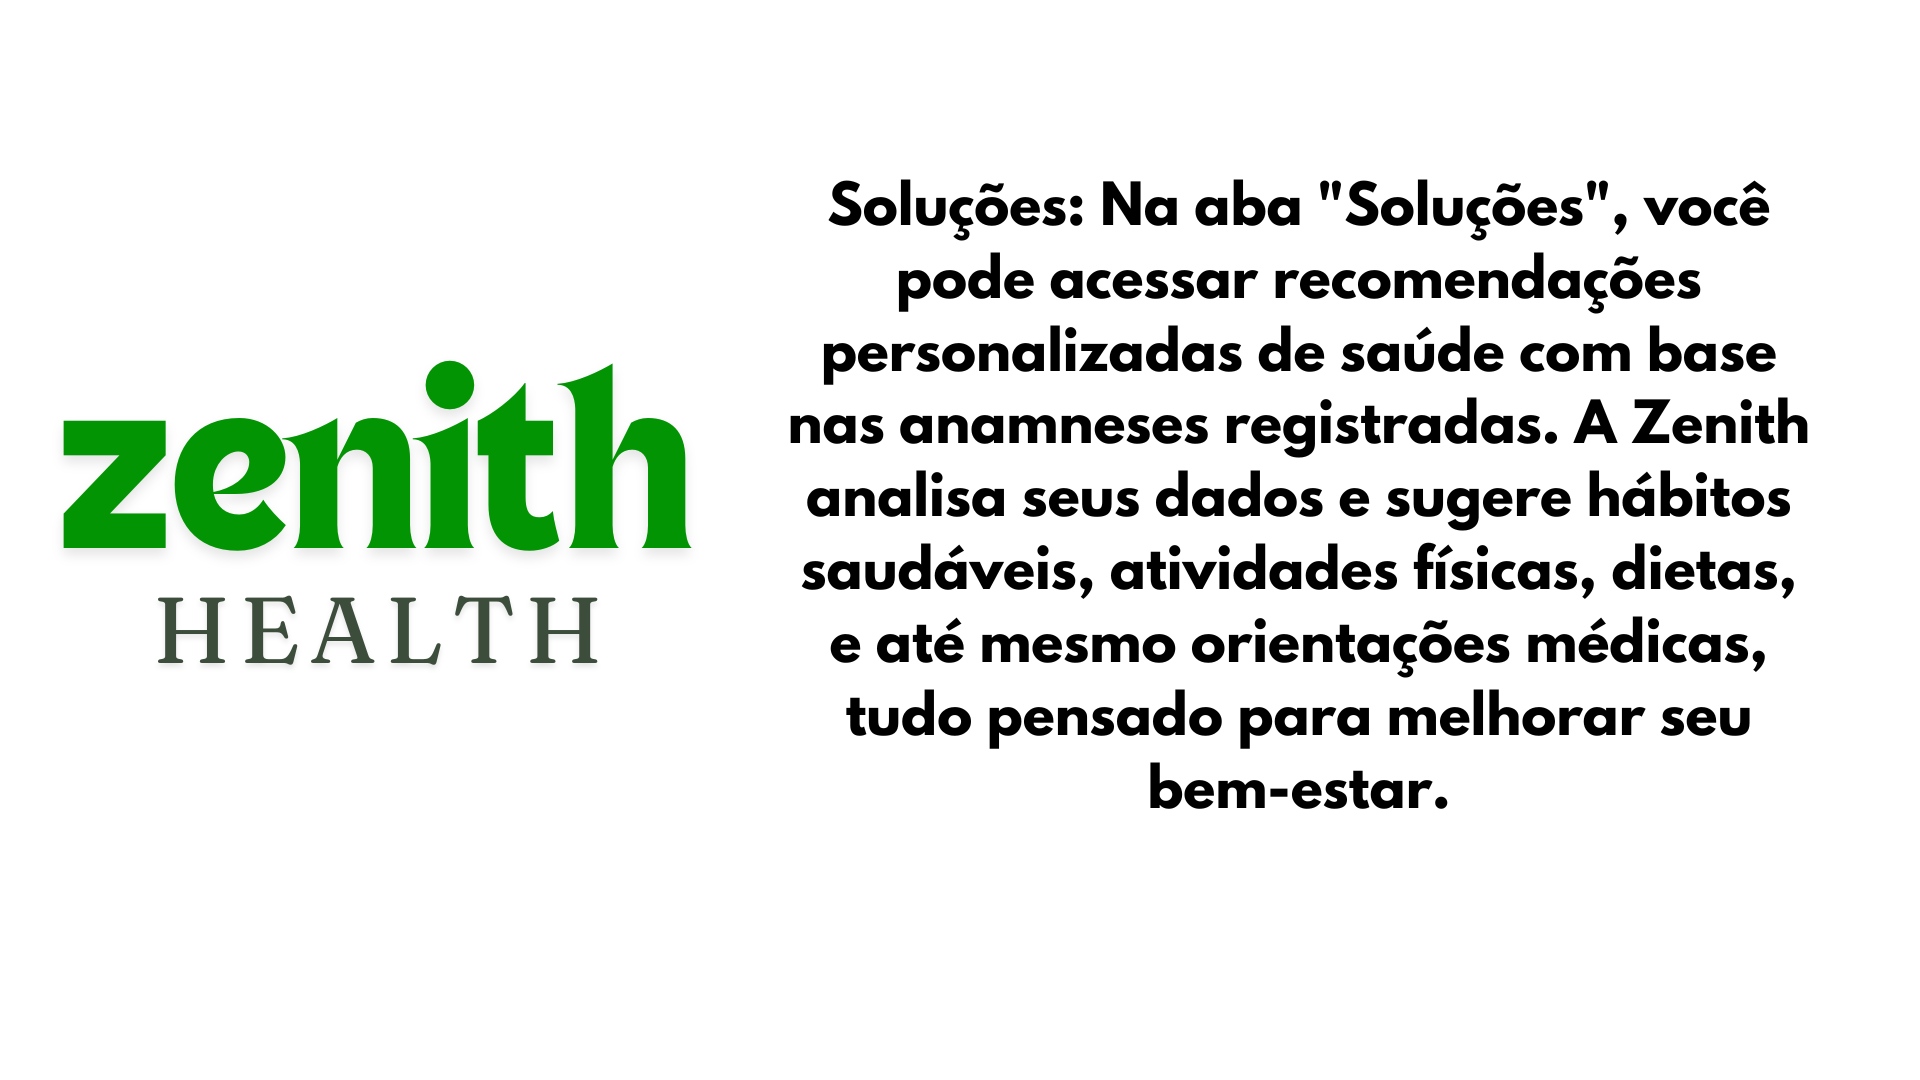 zenith
HEALTH
Soluções: Na aba "Soluções", você
pode acessar recomendações
personalizadas de saúde com base
nas anamneses registradas. A Zenith
analisa seus dados e sugere hábitos
saudáveis, atividades físicas, dietas,
e até mesmo orientações médicas,
tudo pensado para melhorar seu
bem-estar.